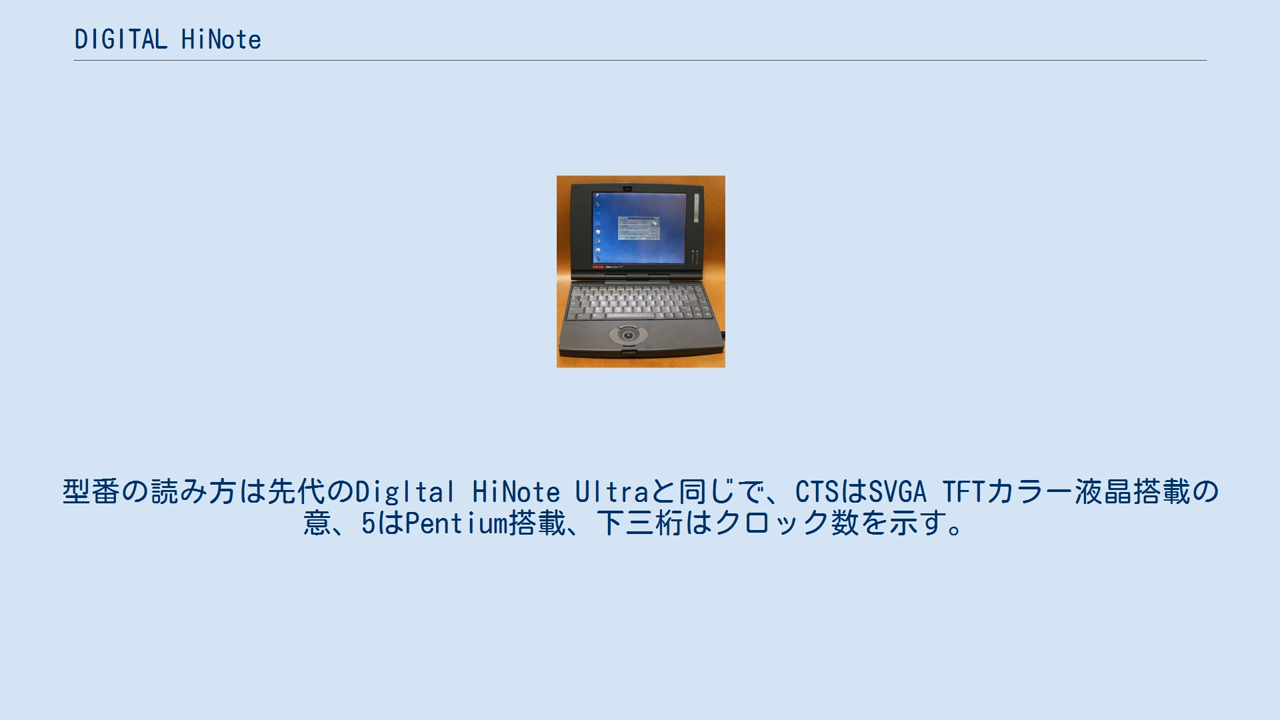 DIGITAL HiNote
型番の読み方は先代のDigltal HiNote Ultraと同じで、CTSはSVGA TFTカラー液晶搭載の
意、5はPentium搭載、下三桁はクロック数を示す。